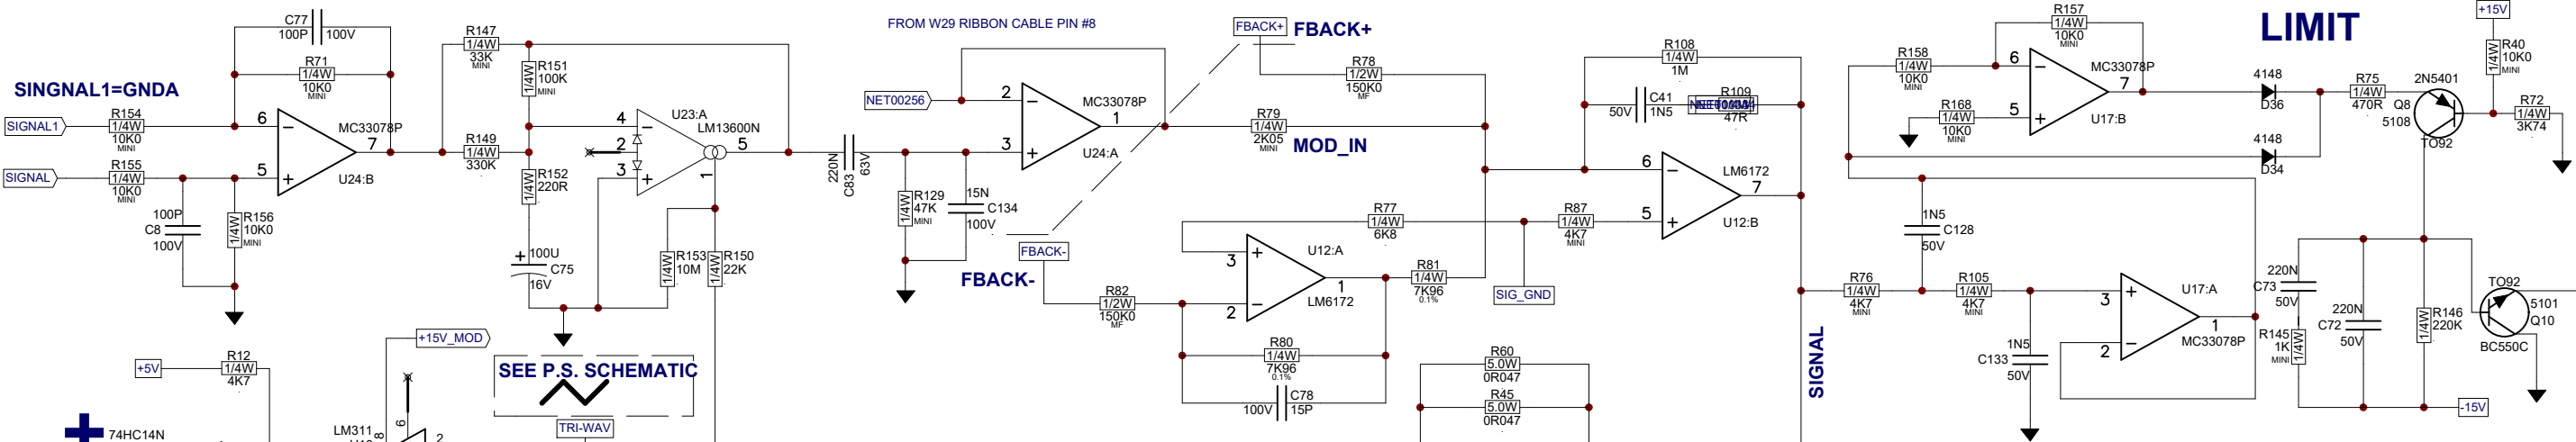 C77
100P 100V
R71
1/4W
10K0
MINI
SINGNAL1=GNDA
SIGNAL1
R154
1/4W
10K0
MINI
SIGNAL
R155
1/4W
10K0
MINI
100P
C8
100V
R156
1/4W
10K0
MINI
6
5
7
MC33078P
U24:B
R147
1/4W
33K
MINI
R149
1/4W
330K
R151
1/4W
100K
MINI
R152
1/4W
220R
100U
C75
16V
U23:A
LM13600N
4
2
3
5
1
R153
1/4W
10M
R150
1/4W
22K
220N
C83
63V
FROM W29 RIBBON CABLE PIN #8
NET00256
2
3
1
MC33078P
U24:A
R129
1/4W
47K
MINI
15N
C134
100V
FBACK+
FBACK+
R78
1/2W
150K0
MF
R79
1/4W
2K05
MINI
MOD_IN
FBACK-
FBACK-
R82
1/2W
150K0
MF
3
2
1
U12:A
LM6172
R77
1/4W
6K8
R81
1/4W
7K96
0.1%
R80
1/4W
7K96
0.1%
100V C78 15P
SIG_GND
R87
1/4W
4K7
MINI
R108
1/4W
1M
C41
50V 1N5
R109
47R
6
5
7
LM6172
U12:B
R60
5.0W
0R047
R45
5.0W
0R047
SIGNAL
R76
1/4W
4K7
MINI
R105
1/4W
4K7
MINI
1N5
C128
50V
1N5
C133
50V
3
2
1
U17:A
MC33078P
R158
1/4W
10K0
MINI
R168
1/4W
10K0
MINI
R157
1/4W
10K0
MINI
6
5
7
MC33078P
U17:B
LIMIT
4148
D36
4148
D34
R75
1/4W
470R
2N5401
Q8
5108
TO92
+15V
R40
1/4W
10K0
MINI
R72
1/4W
3K74
220N
C73
50V
R145
1K
MINI
1/4W
220N
C72
50V
R146
1/4W
220K
TO92
5101
Q10
BC550C
-15V
+5V
R12
1/4W
4K7
+15V_MOD
SEE P.S. SCHEMATIC
TRI-WAV
74HC14N
LM311
8
6
2